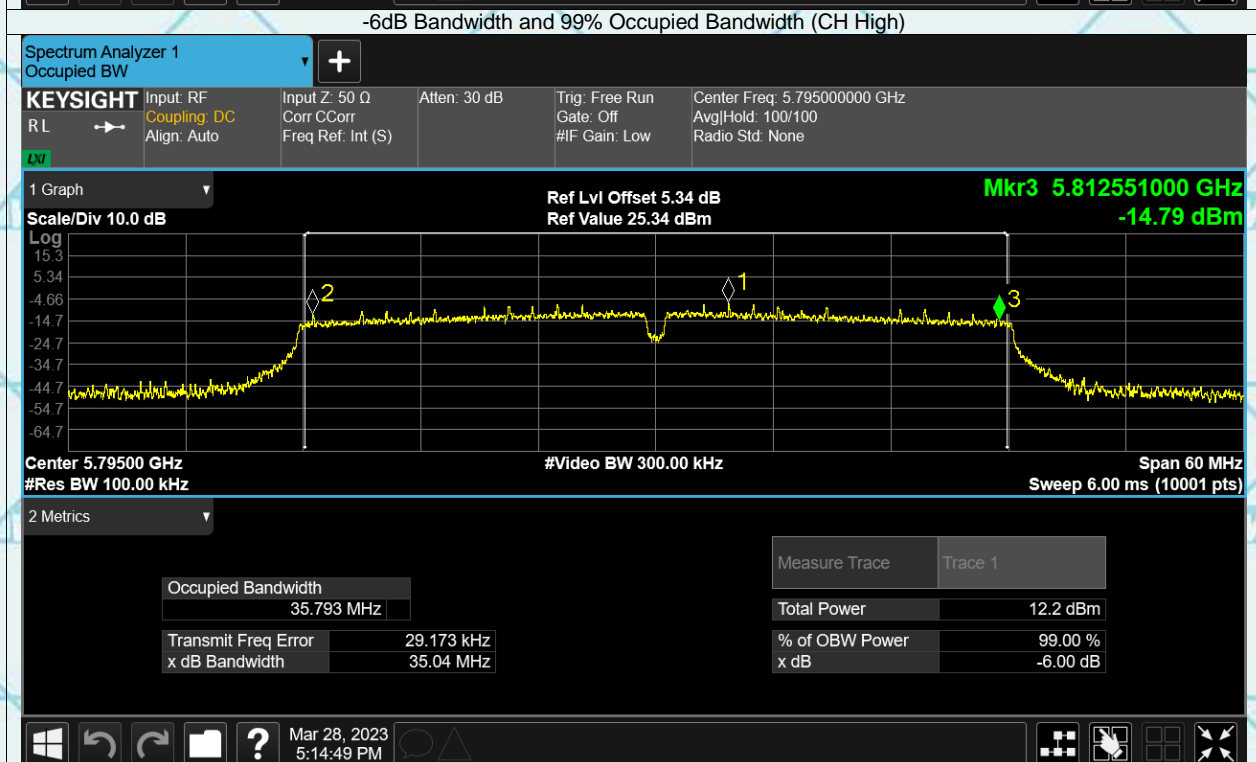 -6dB Bandwidth and 99% Occupied Bandwidth (CH High)
Spectrum Analyzer 1
Occupied BW
KEYSIGHT Input: RF Input Z: 50 Ω Atten: 30 dB Trig: Free Run Center Freq: 5.795000000 GHz
RL Coupling: DC Corr CCorr Gate: Off Avg|Hold: 100/100
Align: Auto Freq Ref: Int (S) #IF Gain: Low Radio Std: None
LXI
1 Graph Ref Lvl Offset 5.34 dB Mkr3 5.812551000 GHz
Scale/Div 10.0 dB Ref Value 25.34 dBm -14.79 dBm
Log
15.3
5.34
-4.66
-14.7
-24.7
-34.7
-44.7
-54.7
-64.7
2
1
3
Center 5.79500 GHz #Video BW 300.00 kHz Span 60 MHz
#Res BW 100.00 kHz Sweep 6.00 ms (10001 pts)
2 Metrics
Measure Trace Trace 1
Occupied Bandwidth
35.793 MHz Total Power 12.2 dBm
Transmit Freq Error 29.173 kHz % of OBW Power 99.00 %
x dB Bandwidth 35.04 MHz x dB -6.00 dB
? Mar 28, 2023
5:14:49 PM